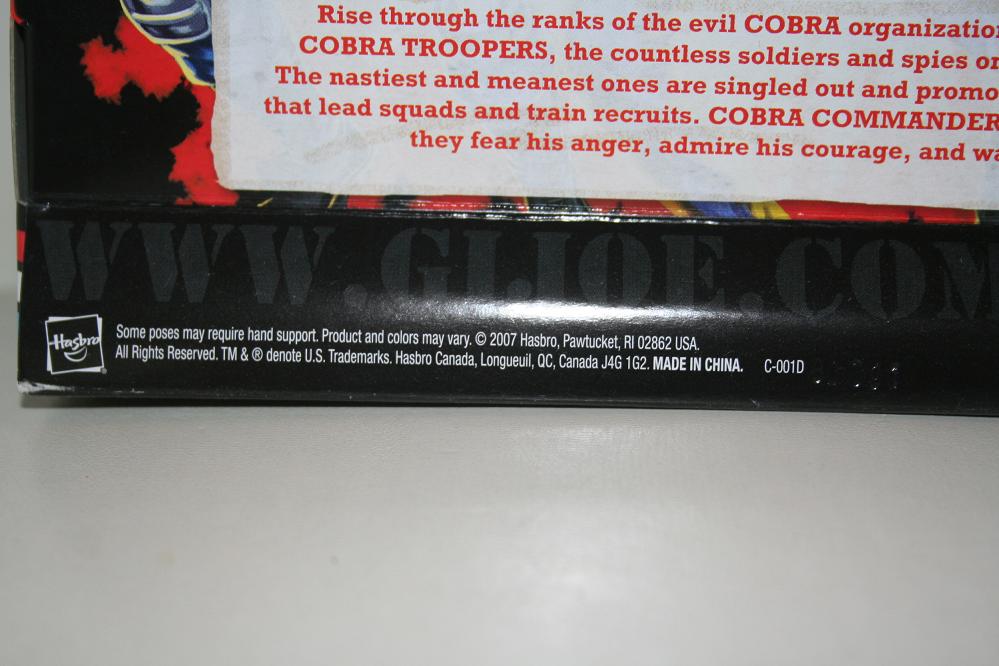 Rise through the ranks of the evil COBRA organizatio
COBRA TROOPERS, the countless soldiers and spies
The nastiest and meanest ones are singled out and promo
that lead squads and train recruits. COBRA COMMANDER
they fear his anger, admire his courage, and wa
WWW.GIJOE.COM
Hasbro
Some poses may require hand support. Product and colors may vary. © 2007 Hasbro, Pawtucket, RI 02862 USA.
All Rights Reserved. TM & ® denote U.S. Trademarks. Hasbro Canada, Longueuil, QC, Canada J4G 1G2. MADE IN CHINA. C-001D